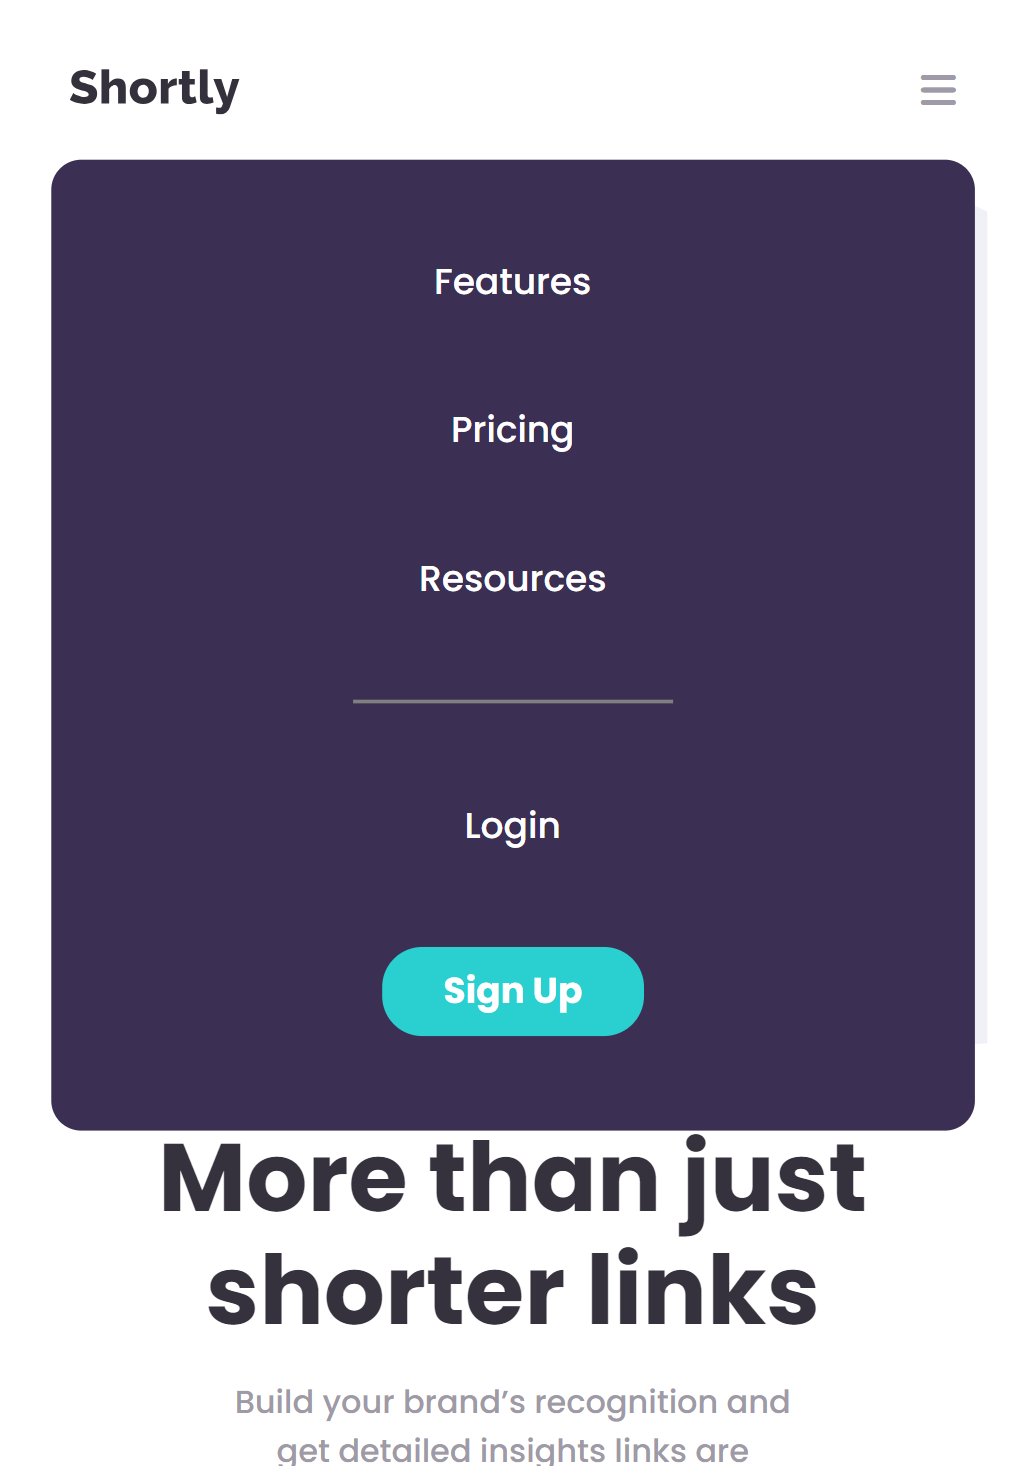 Shortly
Features
Pricing
Resources
Login
Sign Up
More than just
shorter links
Build your brand’s recognition and
get detailed insights links are